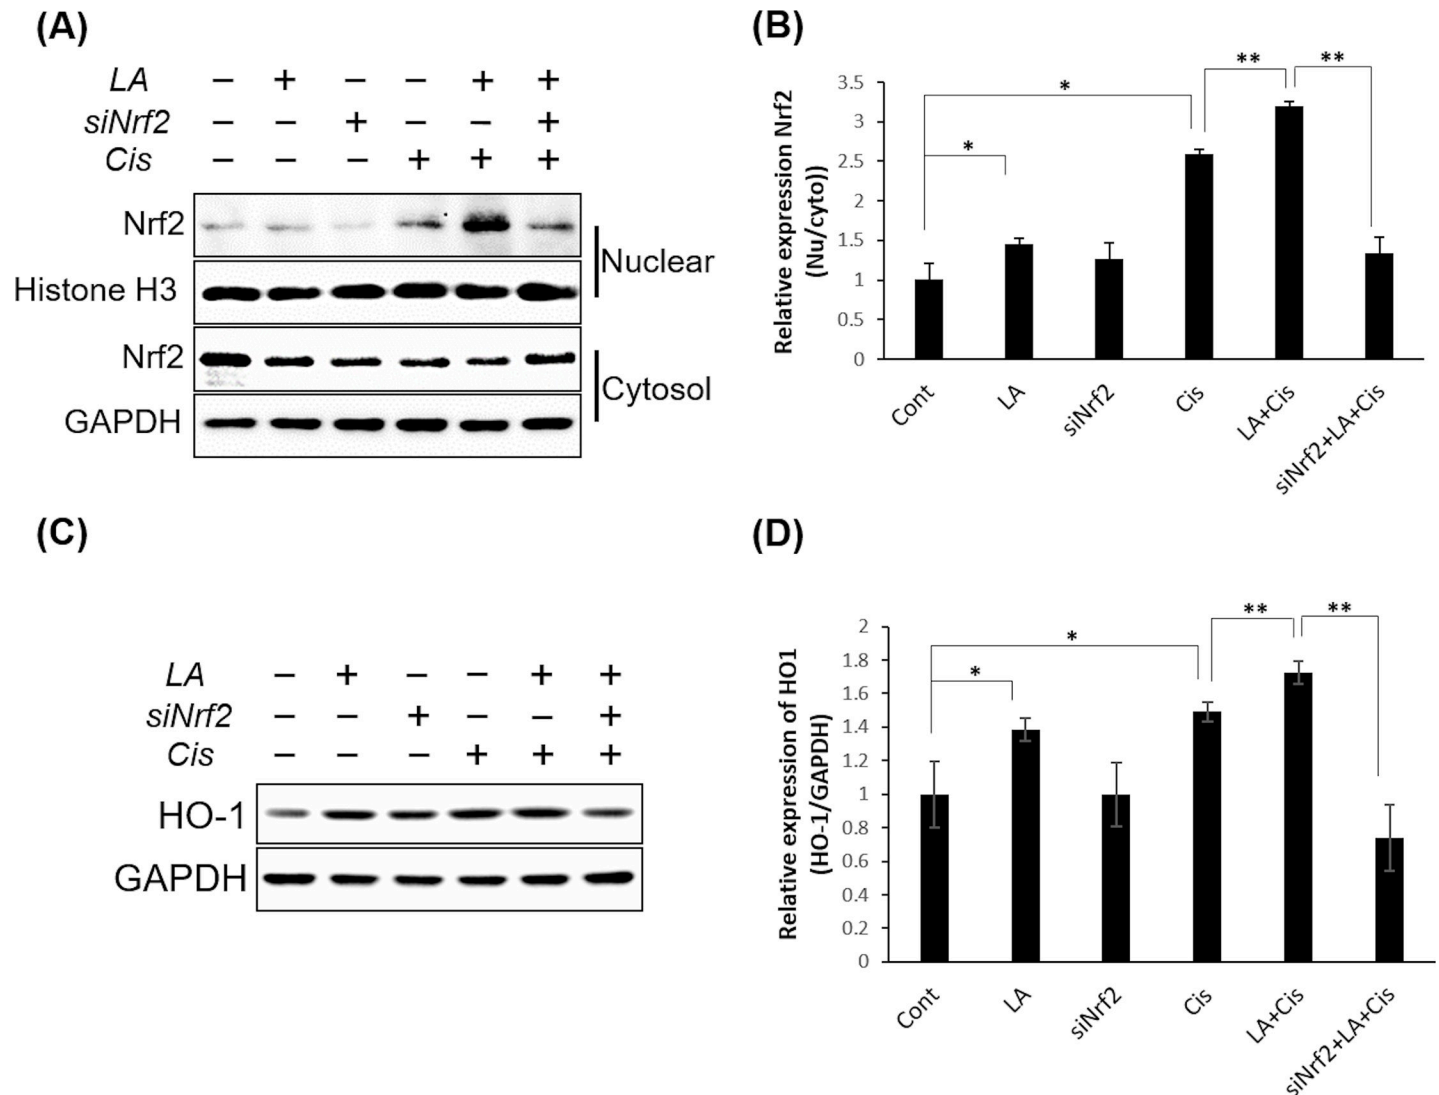 (A)
LA – + – – + +
siNrf2 – – + – – +
Cis – – – + + +
Nrf2
Histone H3
Nuclear
Nrf2
GAPDH
Cytosol
(B)
Relative expression Nrf2
(Nu/cyto))
3.5
3
2.5
2
1.5
1
0.5
0
*
*
**
**
Cont
LA
siNrf2
Cis
LA+Cis
siNrf2+LA+Cis
(C)
LA – + – – + +
siNrf2 – – + – – +
Cis – – – + + +
HO-1
GAPDH
(D)
Relative expression of HO1
(HO-1/GAPDH)
2
1.8
1.6
1.4
1.2
1
0.8
0.6
0.4
0.2
0
*
*
**
**
Cont
LA
siNrf2
Cis
LA+Cis
siNrf2+LA+Cis